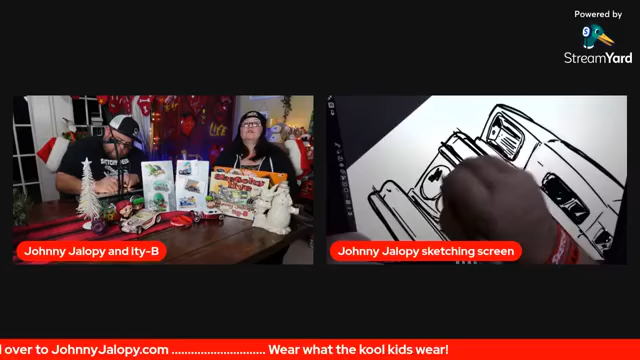 Powered by
StreamYard
Johnny Jalopy and Ity-B
Johnny Jalopy sketching screen
over to JohnnyJalopy.com ............................. Wear what the kool kids wear!